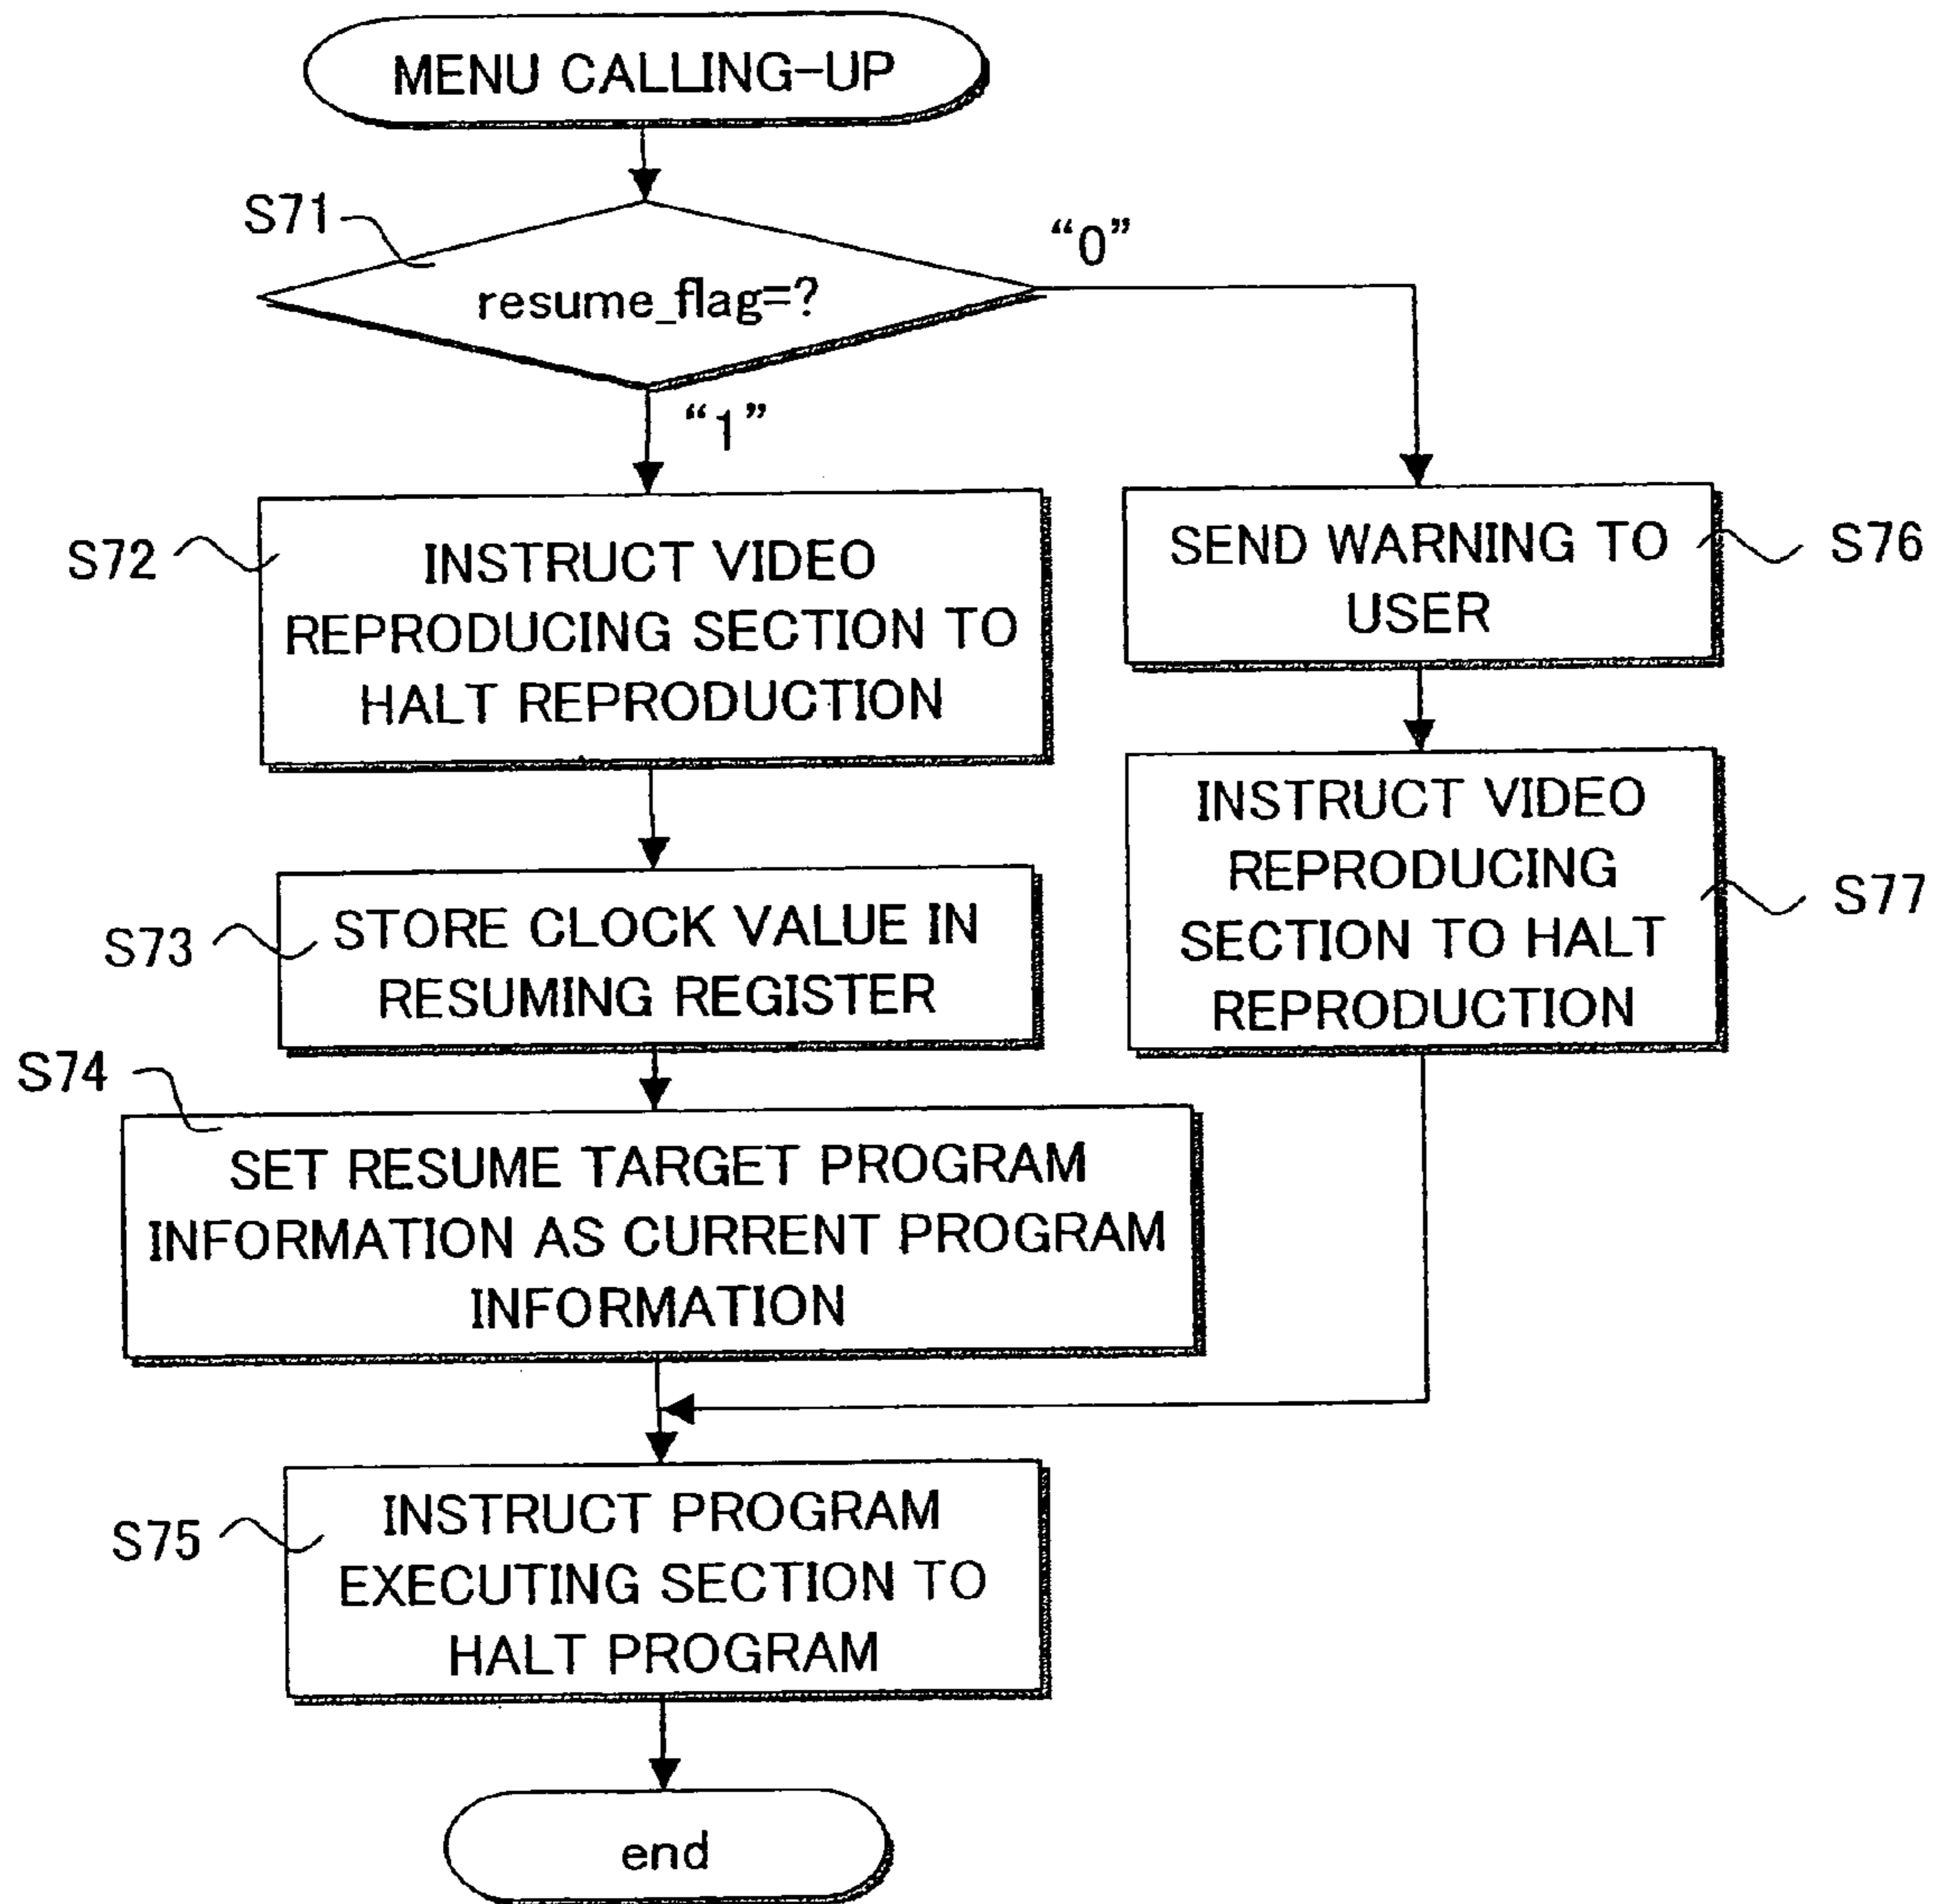 MENU CALLING-UP
S71
resume_flag=?
“0”
“1”
S72
INSTRUCT VIDEO
REPRODUCING SECTION TO
HALT REPRODUCTION
SEND WARNING TO
USER
S76
INSTRUCT VIDEO
REPRODUCING
SECTION TO HALT
REPRODUCTION
S77
S73
STORE CLOCK VALUE IN
RESUMING REGISTER
S74
SET RESUME TARGET PROGRAM
INFORMATION AS CURRENT PROGRAM
INFORMATION
S75
INSTRUCT PROGRAM
EXECUTING SECTION TO
HALT PROGRAM
end